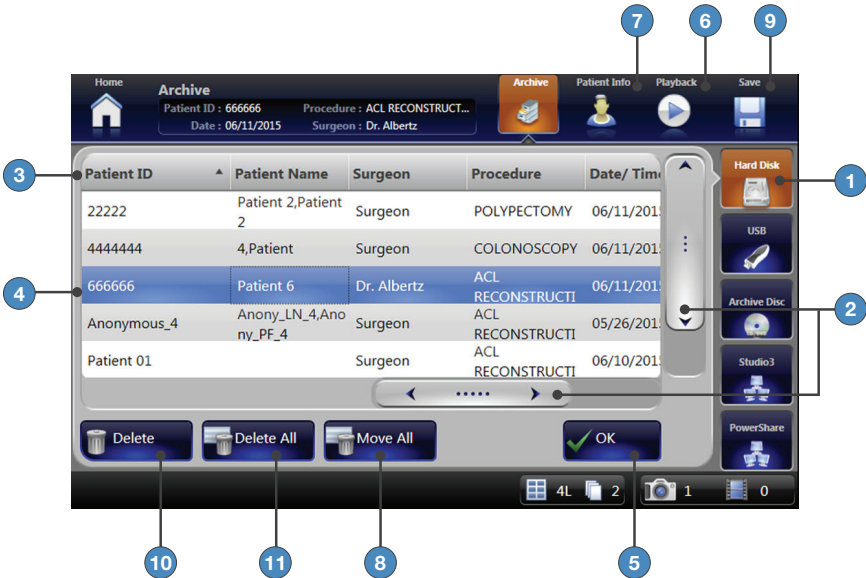 7 6 9
Home Archive Archive Patient Info Playback Save
Patient ID : 666666 Procedure : ACL RECONSTRUCT...
Date : 06/11/2015 Surgeon : Dr. Albertz
3 Patient ID Patient Name Surgeon Procedure Date/ Time Hard Disk 1
22222 Patient 2,Patient 2 Surgeon POLYPECTOMY 06/11/201
USB
4444444 4,Patient Surgeon COLONOSCOPY 06/11/201
4 666666 Patient 6 Dr. Albertz ACL RECONSTRUCTI 06/11/201
Archive Disc 2
Anonymous_4 Anony_LN_4,Anony_PF_4 Surgeon ACL RECONSTRUCTI 05/26/201
Patient 01 Surgeon ACL RECONSTRUCTI 06/10/201
Studio3
Delete Delete All Move All OK PowerShare
4L 2 1 0
10 11 8 5